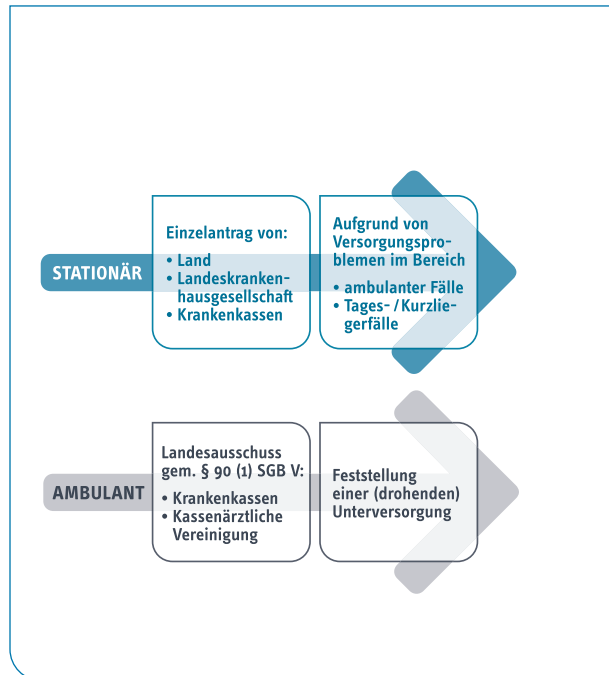 STATIONÄR
Einzelantrag von:
• Land
• Landeskranken-
hausgesellschaft
• Krankenkassen
Aufgrund von
Versorgungspro-
blemen im Bereich
• ambulanter Fälle
• Tages- / Kurzlie-
gerfälle
AMBULANT
Landesausschuss
gem. § 90 (1) SGB V:
• Krankenkassen
• Kassenärztliche
Vereinigung
Feststellung
einer (drohenden)
Unterversorgung